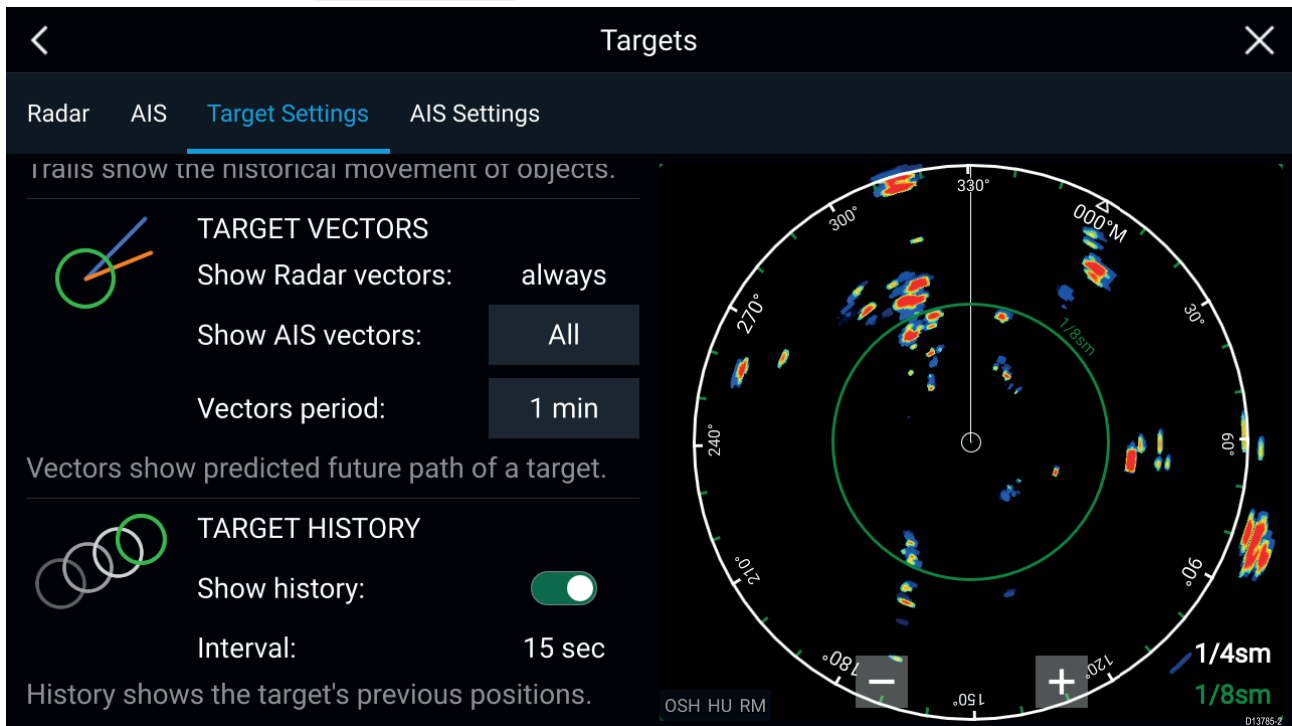 Targets
Radar AIS Target Settings AIS Settings
Trails show the historical movement of objects.
TARGET VECTORS
Show Radar vectors: always
Show AIS vectors: All
Vectors period: 1 min
Vectors show predicted future path of a target.
TARGET HISTORY
Show history:
Interval: 15 sec
History shows the target's previous positions.
330°
000°M
30°
60°
90°
120°
150°
180°
210°
240°
270°
300°
1/8sm
OSH HU RM
1/4sm
1/8sm
D13785-2